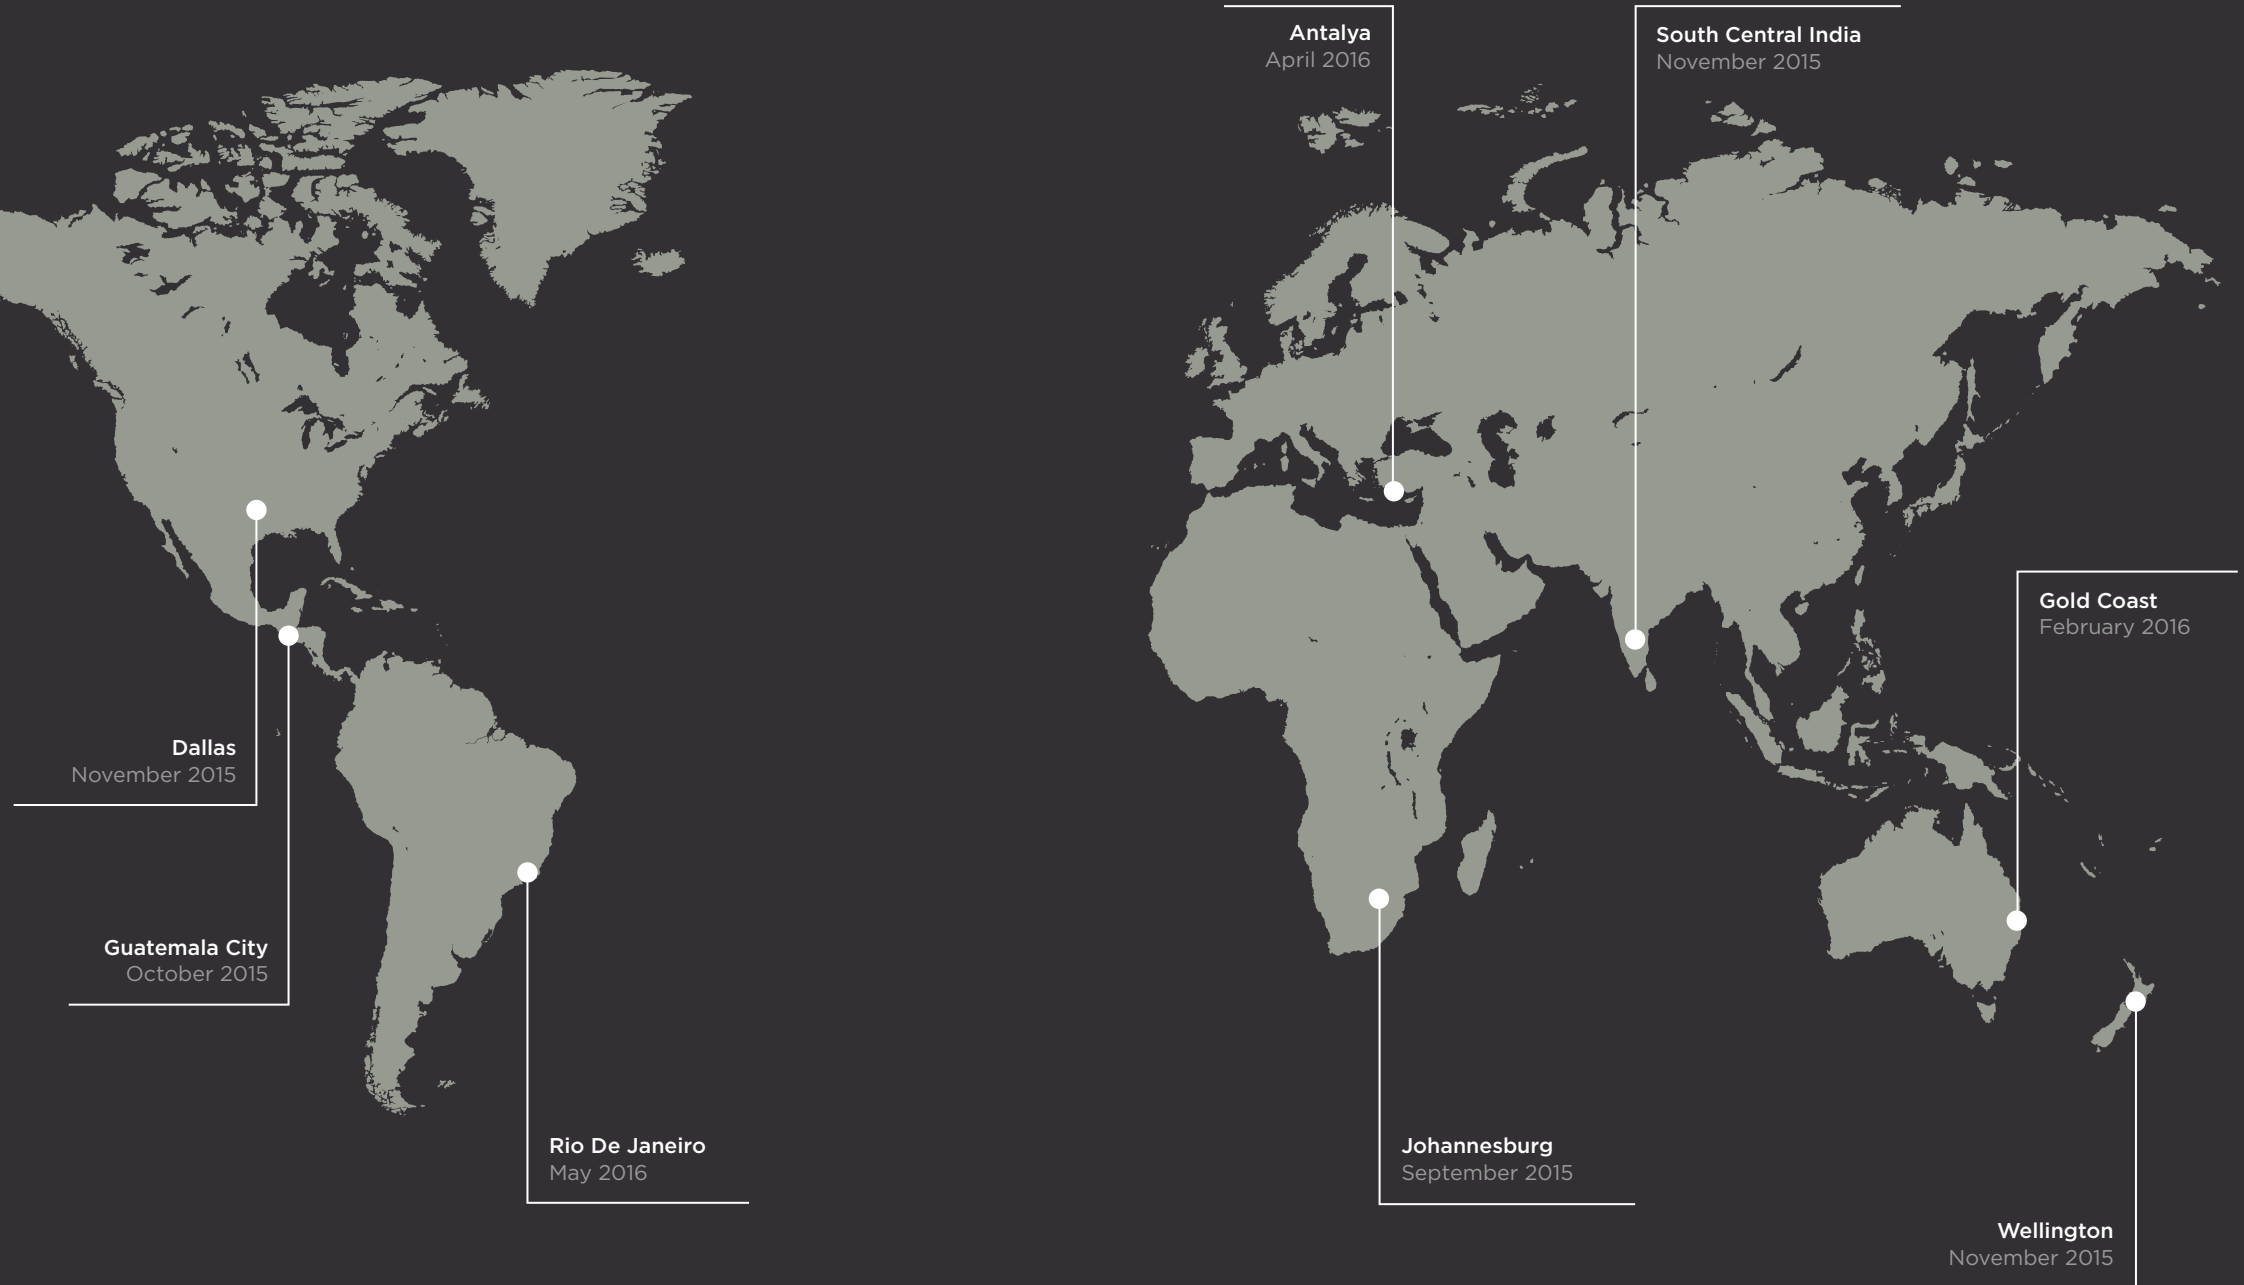 Antalya
April 2016
South Central India
November 2015
Gold Coast
February 2016
Dallas
November 2015
Guatemala City
October 2015
Rio De Janeiro
May 2016
Johannesburg
September 2015
Wellington
November 2015